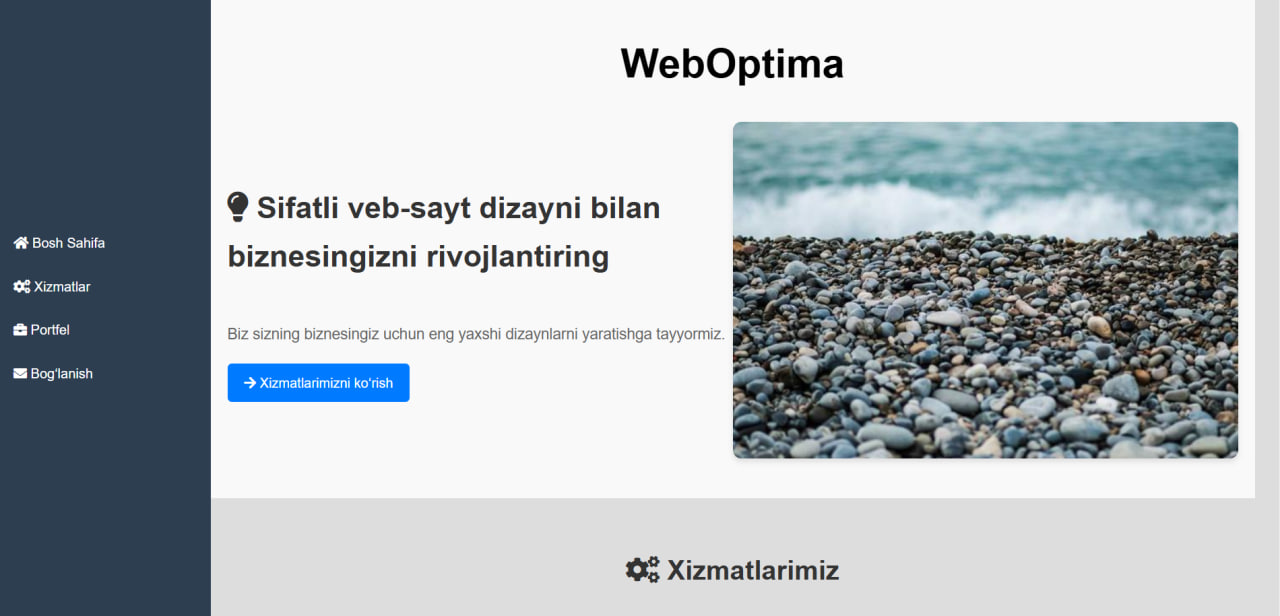 WebOptima
Bosh Sahifa
Xizmatlar
Portfel
Bog'lanish
Sifatli veb-sayt dizayni bilan
biznesingizni rivojlantiring
Biz sizning biznesingiz uchun eng yaxshi dizaynlarni yaratishga tayyormiz.
Xizmatlarimizni ko'rish
Xizmatlarimiz